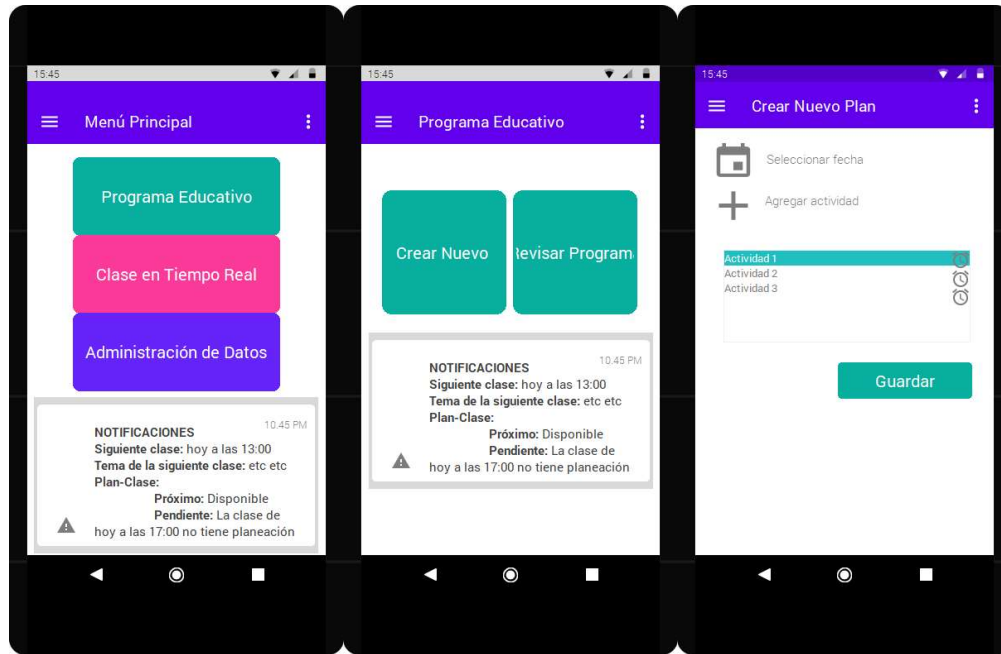 15:45
Menú Principal
Programa Educativo
Clase en Tiempo Real
Administración de Datos
10.45 PM
NOTIFICACIONES
Siguiente clase: hoy a las 13:00
Tema de la siguiente clase: etc etc
Plan-Clase:
Próximo: Disponible
Pendiente: La clase de
hoy a las 17:00 no tiene planeación
15:45
Programa Educativo
Crear Nuevo
Revisar Programa
10.45 PM
NOTIFICACIONES
Siguiente clase: hoy a las 13:00
Tema de la siguiente clase: etc etc
Plan-Clase:
Próximo: Disponible
Pendiente: La clase de
hoy a las 17:00 no tiene planeación
15:45
Crear Nuevo Plan
Seleccionar fecha
Agregar actividad
Actividad 1
Actividad 2
Actividad 3
Guardar